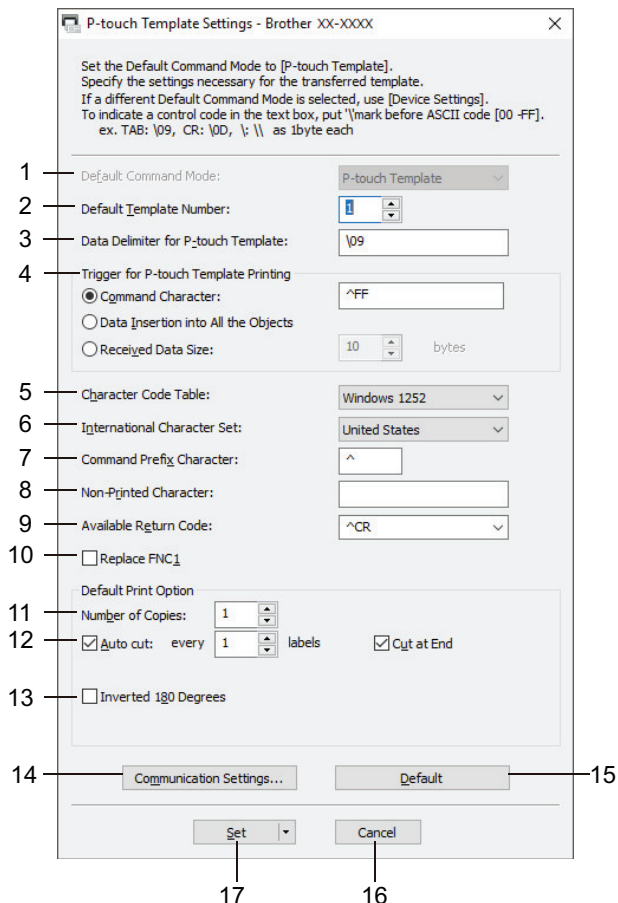 P-touch Template Settings - Brother XX-XXXX
Set the Default Command Mode to [P-touch Template].
Specify the settings necessary for the transferred template.
If a different Default Command Mode is selected, use [Device Settings].
To indicate a control code in the text box, put '\'mark before ASCII code [00 -FF].
ex. TAB: \09, CR: \0D, \: \\ as 1byte each
1 Default Command Mode: P-touch Template
2 Default Template Number: 1
3 Data Delimiter for P-touch Template: \09
4 Trigger for P-touch Template Printing
Command Character: ^FF
Data Insertion into All the Objects
Received Data Size: 10 bytes
5 Character Code Table: Windows 1252
6 International Character Set: United States
7 Command Prefix Character: ^
8 Non-Printed Character:
9 Available Return Code: ^CR
10 Replace FNC1
Default Print Option
11 Number of Copies: 1
12 Auto cut: every 1 labels Cut at End
13 Inverted 180 Degrees
14 Communication Settings... Default 15
Set Cancel
17 16